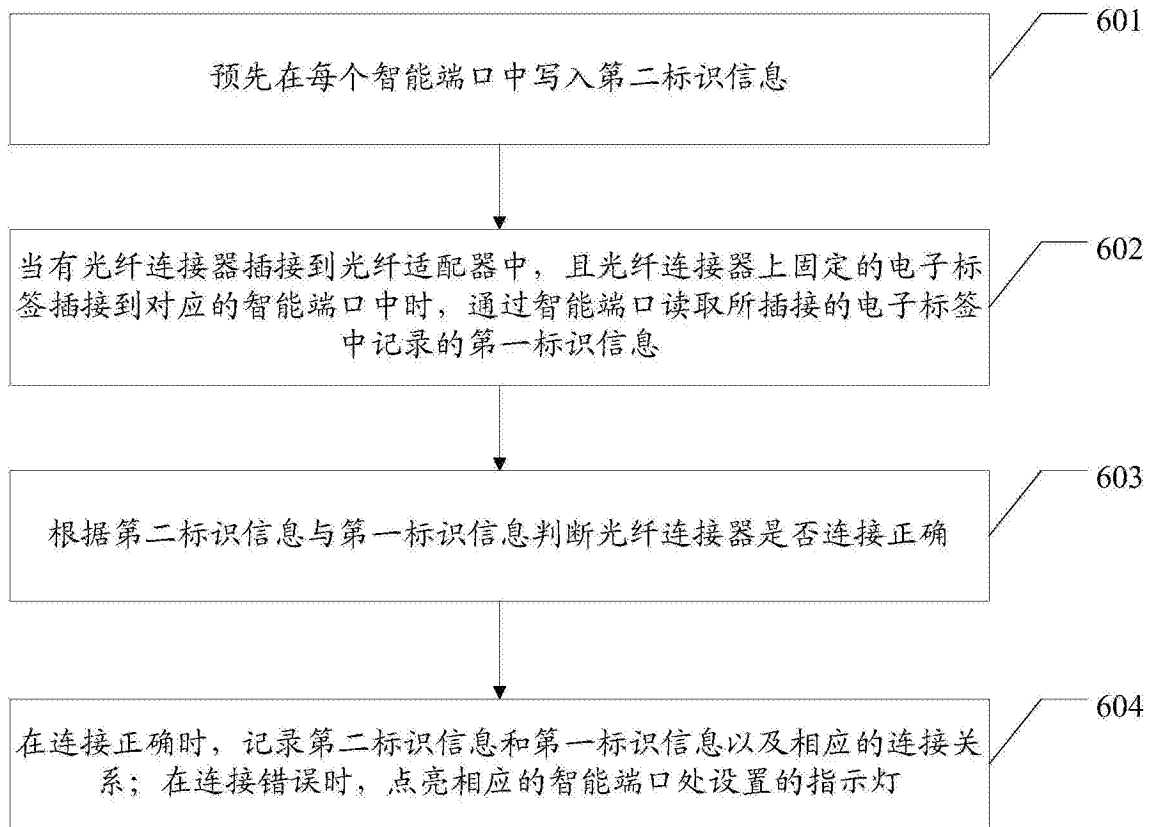 601
预先在每个智能端口中写入第二标识信息
602
当有光纤连接器插接到光纤适配器中，且光纤连接器上固定的电子标
签插接到对应的智能端口中时，通过智能端口读取所插接的电子标签
中记录的第一标识信息
603
根据第二标识信息与第一标识信息判断光纤连接器是否连接正确
604
在连接正确时，记录第二标识信息和第一标识信息以及相应的连接关
系；在连接错误时，点亮相应的智能端口处设置的指示灯